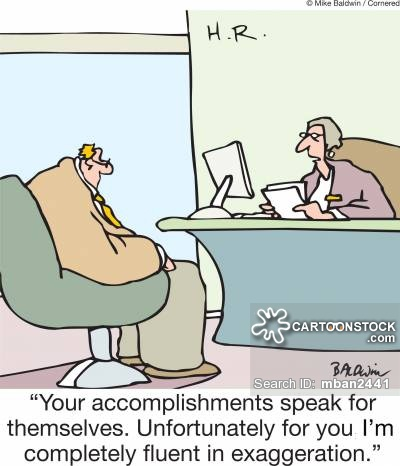 © Mike Baldwin / Cornered
H.R.
CARTOONSTOCK
.com
BALDWIN
Search ID: mban2441
“Your accomplishments speak for
themselves. Unfortunately for you I’m
completely fluent in exaggeration.”